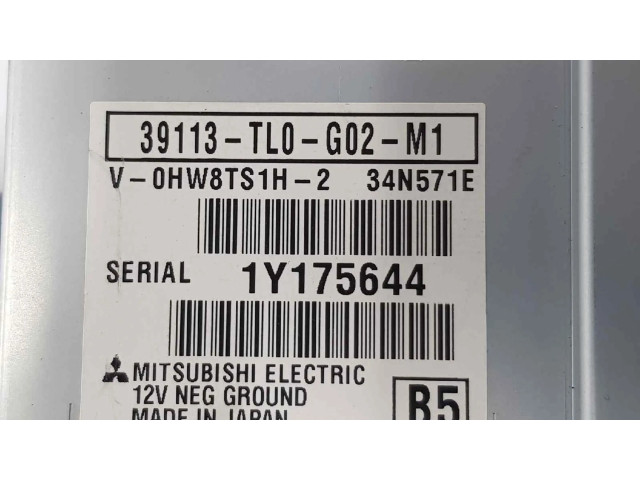 39113-TL0-G02-M1
V-0HW8TS1H-2 34N571E
SERIAL 1Y175644
MITSUBISHI ELECTRIC
12V NEG GROUND
MADE IN JAPAN
B5